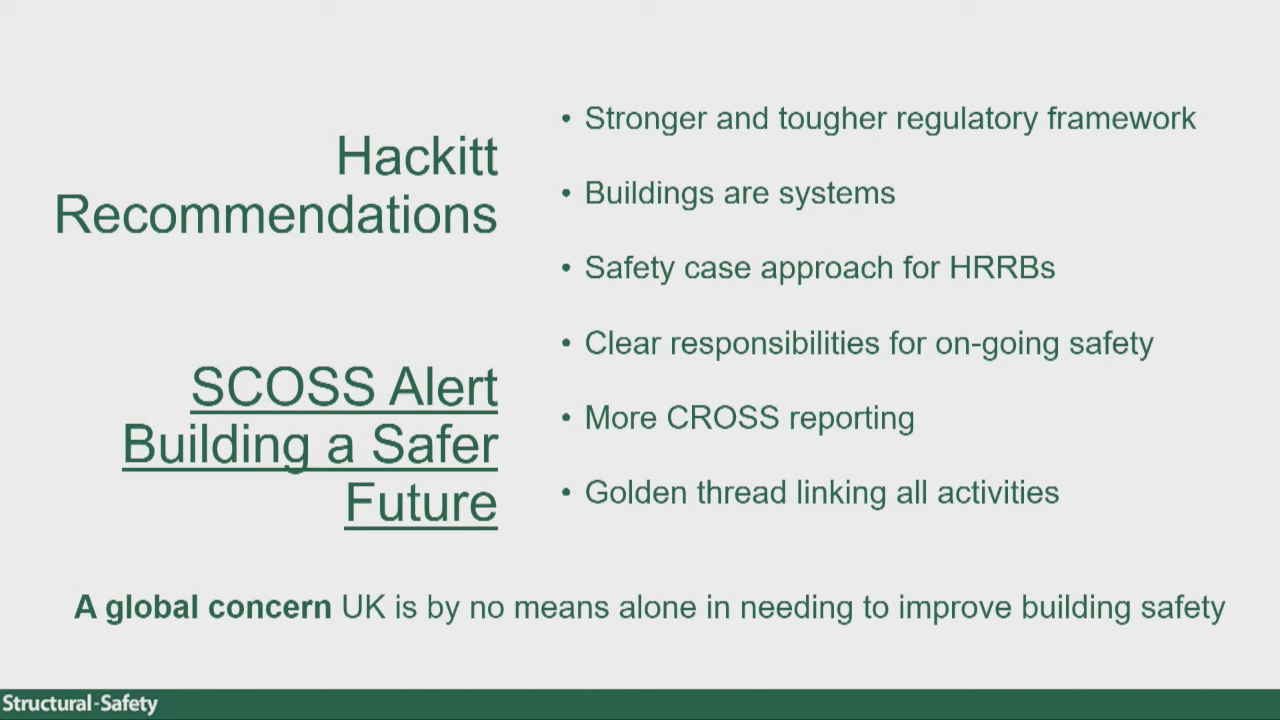 Hackitt
Recommendations
SCOSS Alert
Building a Safer
Future
• Stronger and tougher regulatory framework
• Buildings are systems
• Safety case approach for HRRBs
• Clear responsibilities for on-going safety
• More CROSS reporting
• Golden thread linking all activities
A global concern UK is by no means alone in needing to improve building safety
Structural-Safety